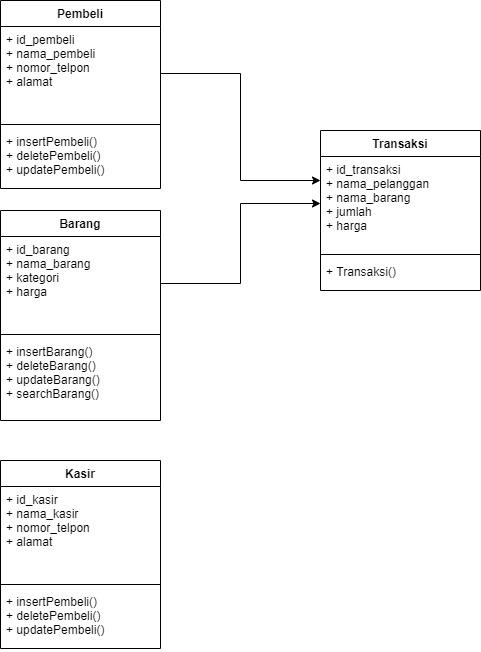 Pembeli
+ id_pembeli
+ nama_pembeli
+ nomor_telpon
+ alamat
+ insertPembeli()
+ deletePembeli()
+ updatePembeli()
Barang
+ id_barang
+ nama_barang
+ kategori
+ harga
+ insertBarang()
+ deleteBarang()
+ updateBarang()
+ searchBarang()
Kasir
+ id_kasir
+ nama_kasir
+ nomor_telpon
+ alamat
+ insertPembeli()
+ deletePembeli()
+ updatePembeli()
Transaksi
+ id_transaksi
+ nama_pelanggan
+ nama_barang
+ jumlah
+ harga
+ Transaksi()